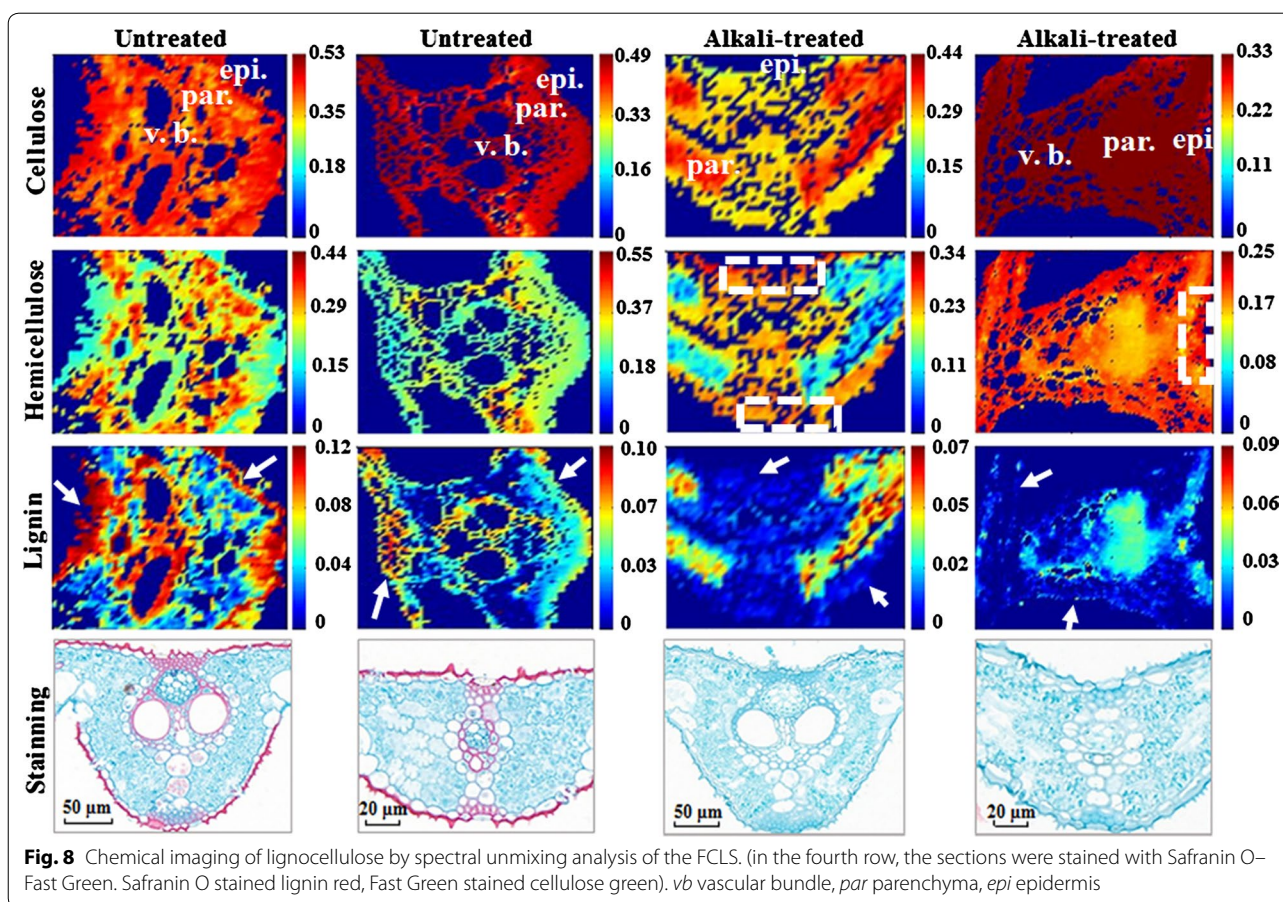 Untreated Untreated Alkali-treated Alkali-treated
Cellulose
epi.
par.
v. b.
0.53
0.35
0.18
0
epi.
par.
v. b.
0.49
0.33
0.16
0
epi.
par.
0.44
0.29
0.15
0
v. b. par. epi
0.33
0.22
0.11
0
Hemicellulose
0.44
0.29
0.15
0
0.55
0.37
0.18
0
0.34
0.23
0.11
0
0.25
0.17
0.08
0
Lignin
0.12
0.08
0.04
0
0.10
0.07
0.03
0
0.07
0.05
0.02
0
0.09
0.06
0.03
0
Stainning
50 µm
20 µm
50 µm
20 µm
Fig. 8 Chemical imaging of lignocellulose by spectral unmixing analysis of the FCLS. (in the fourth row, the sections were stained with Safranin O–
Fast Green. Safranin O stained lignin red, Fast Green stained cellulose green). vb vascular bundle, par parenchyma, epi epidermis